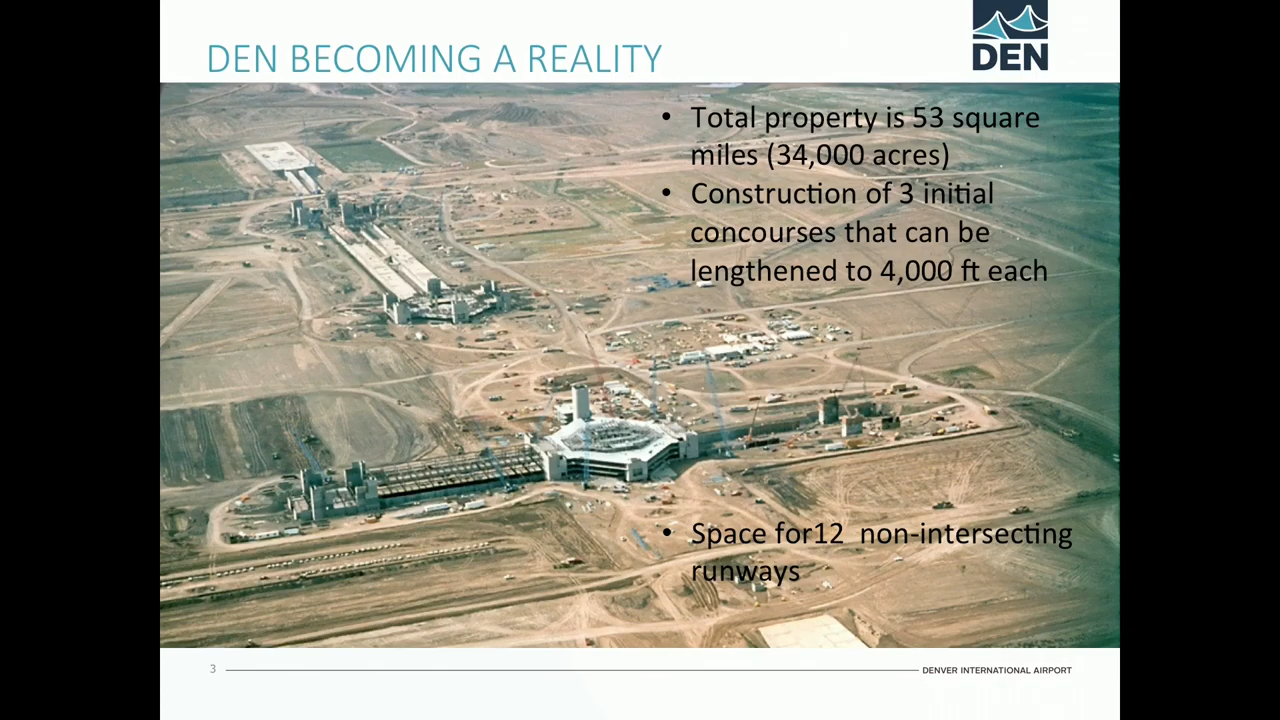 DEN BECOMING A REALITY
DEN
• Total property is 53 square
miles (34,000 acres)
• Construction of 3 initial
concourses that can be
lengthened to 4,000 ft each
• Space for12  non-intersecting
runways
3
DENVER INTERNATIONAL AIRPORT